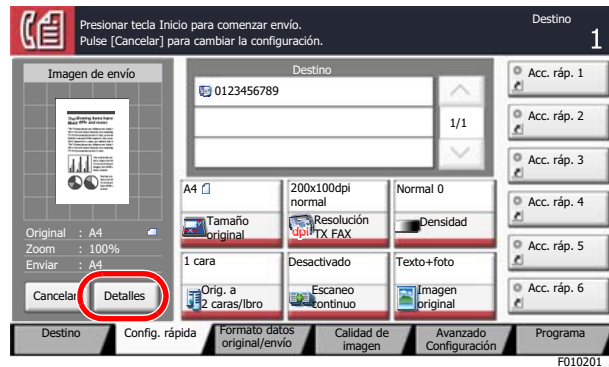 Presionar tecla Inicio para comenzar envío.
Pulse [Cancelar] para cambiar la configuración.
Destino
1
Imagen de envío
Original : A4
Zoom : 100%
Enviar : A4
Cancelar
Detalles
Destino
0123456789
1/1
A4
Tamaño
original
200x100dpi
normal
dpi
Resolución
TX FAX
Normal 0
Densidad
1 cara
Orig. a
2 caras/lbro
Desactivado
Escaneo
continuo
Texto+foto
Imagen
original
Acc. ráp. 1
Acc. ráp. 2
Acc. ráp. 3
Acc. ráp. 4
Acc. ráp. 5
Acc. ráp. 6
Destino
Config. rápida
Formato datos
original/envío
Calidad de
imagen
Avanzado
Configuración
Programa
F010201